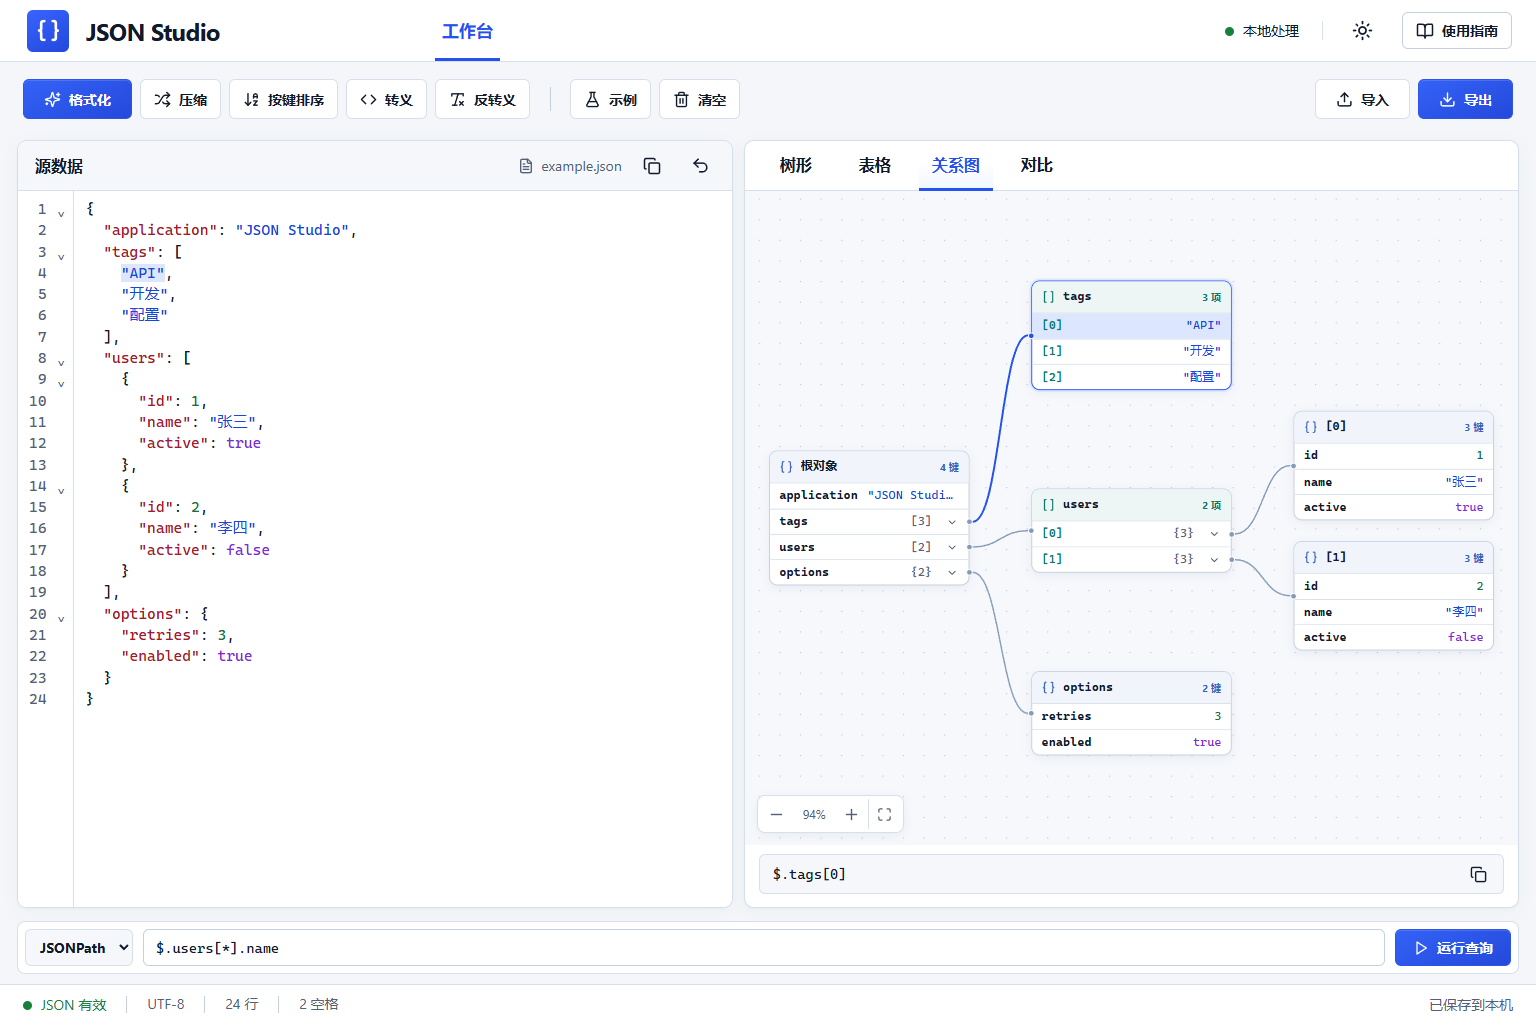 {} JSON Studio
工作台
本地处理
使用指南
格式化
压缩
按键排序
转义
反转义
示例
清空
导入
导出
源数据
example.json
1 {
2 "application": "JSON Studio",
3 "tags": [
4 "API",
5 "开发",
6 "配置"
7 ],
8 "users": [
9 {
10 "id": 1,
11 "name": "张三",
12 "active": true
13 },
14 {
15 "id": 2,
16 "name": "李四",
17 "active": false
18 }
19 ],
20 "options": {
21 "retries": 3,
22 "enabled": true
23 }
24 }
树形
表格
关系图
对比
{} 根对象 4 键
application "JSON Studi…
tags [3]
users [2]
options {2}
[] tags 3 项
[0] "API"
[1] "开发"
[2] "配置"
[] users 2 项
[0] {3}
[1] {3}
{} options 2 键
retries 3
enabled true
{} [0] 3 键
id 1
name "张三"
active true
{} [1] 3 键
id 2
name "李四"
active false
94%
$.tags[0]
JSONPath
$.users[*].name
运行查询
JSON 有效
UTF-8
24 行
2 空格
已保存到本机